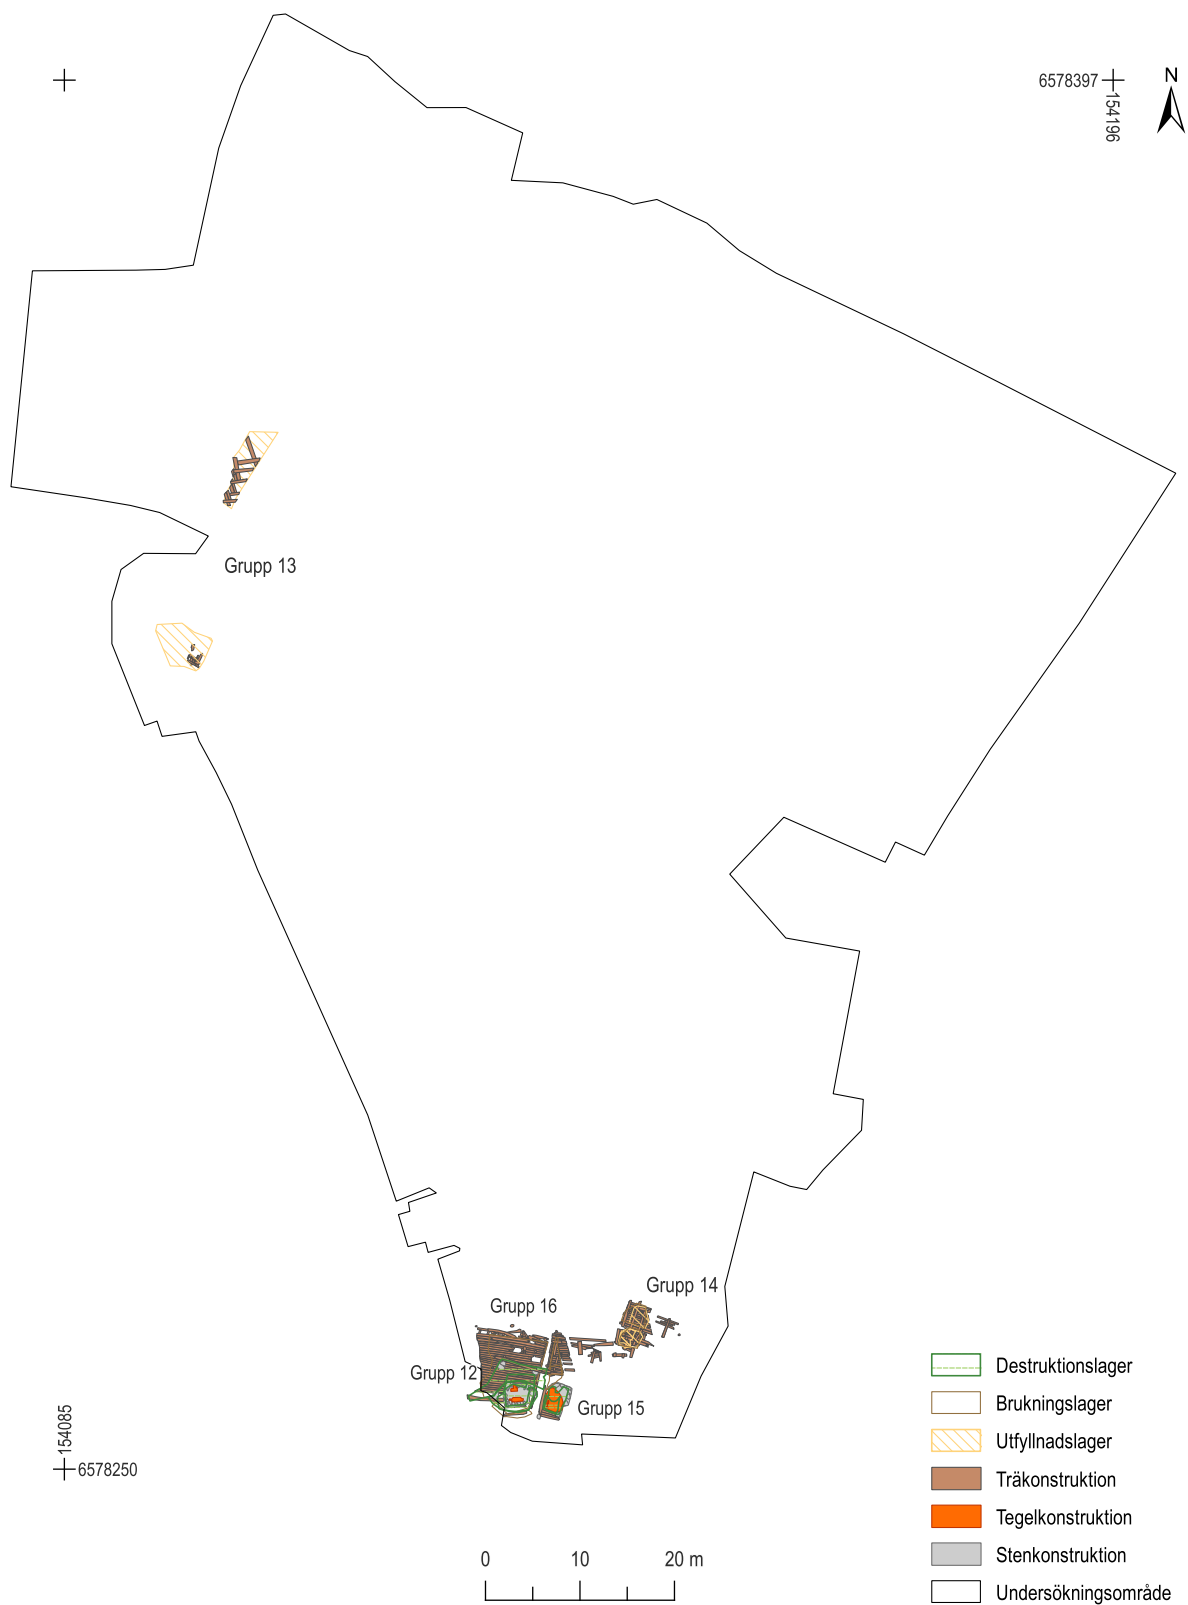 6578397
154196
N
Grupp 13
Grupp 14
Grupp 16
Grupp 12
Grupp 15
154085
6578250
0 10 20 m
Destruktionslager
Brukningslager
Utfyllnadslager
Träkonstruktion
Tegelkonstruktion
Stenkonstruktion
Undersökningsområde